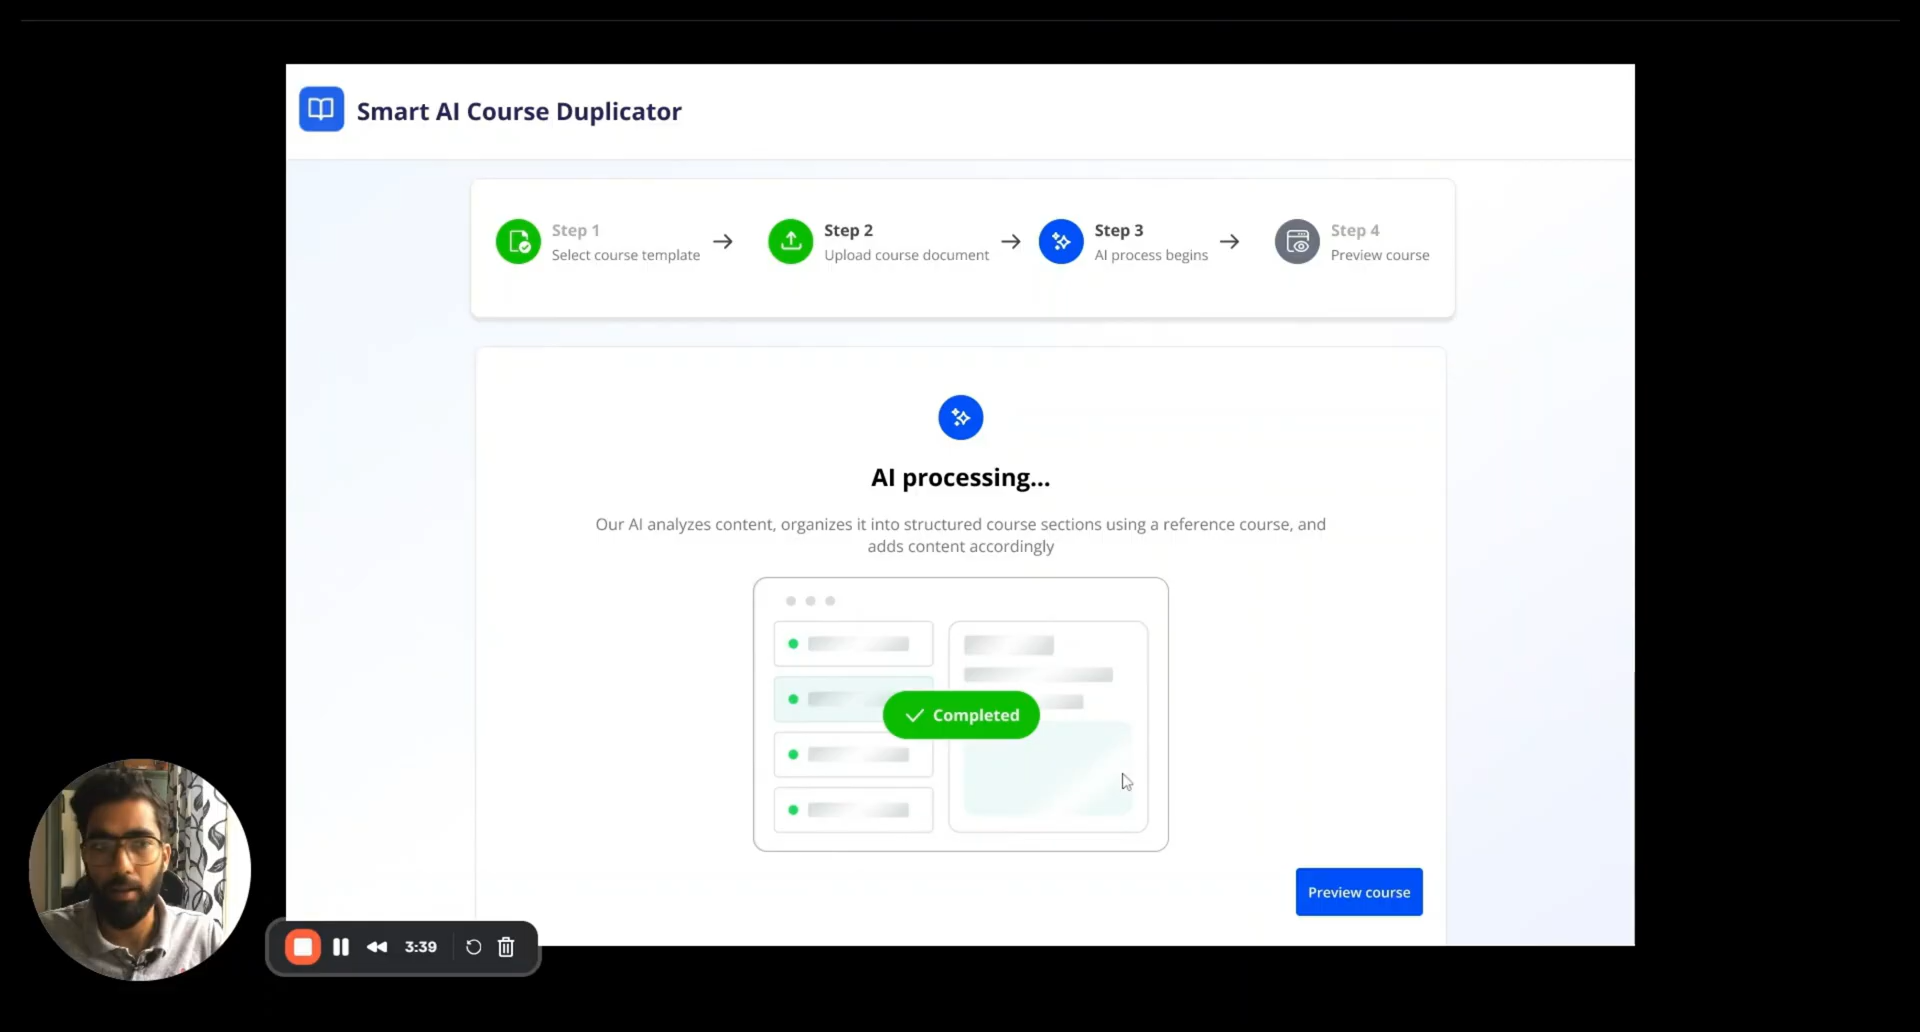 Smart AI Course Duplicator
Step 1
Select course template
Step 2
Upload course document
Step 3
AI process begins
Step 4
Preview course
AI processing...
Our AI analyzes content, organizes it into structured course sections using a reference course, and
adds content accordingly
Completed
Preview course
3:39